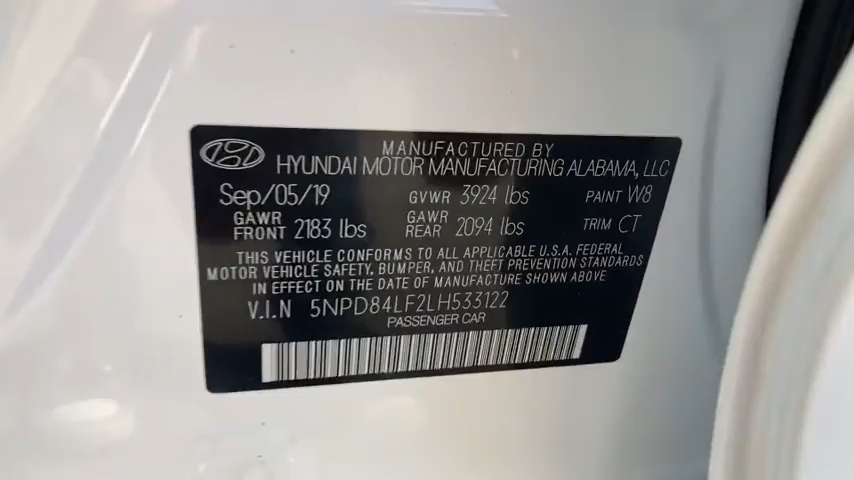 MANUFACTURED BY
HYUNDAI MOTOR MANUFACTURING ALABAMA, LLC
Sep/05/19 GVWR 3924 lbs PAINT W8
GAWR FRONT 2183 lbs GAWR REAR 2094 lbs TRIM CT
THIS VEHICLE CONFORMS TO ALL APPLICABLE U.S.A. FEDERAL
MOTOR VEHICLE SAFETY, BUMPER, AND THEFT PREVENTION STANDARDS
IN EFFECT ON THE DATE OF MANUFACTURE SHOWN ABOVE
V.I.N 5NPD84LF2LH533122
PASSENGER CAR